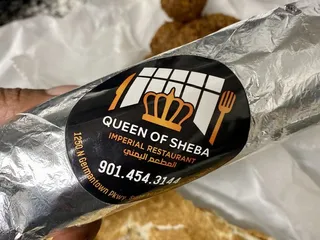 QUEEN OF SHEBA
IMPERIAL RESTAURANT
المطعم اليمني
901.454.3144
1250 N Germantown Pkwy,